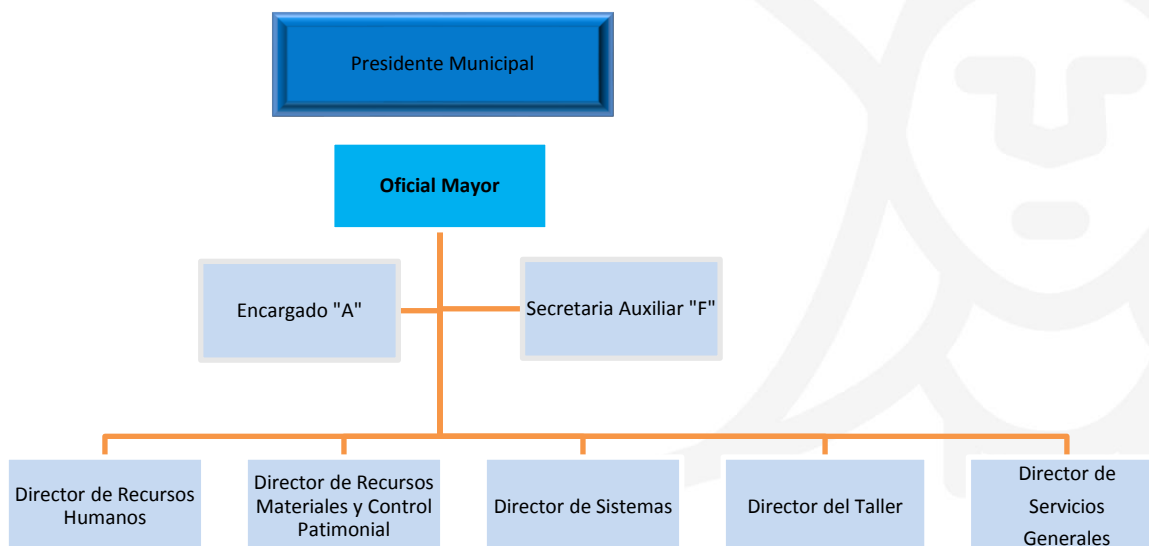 Presidente Municipal
Oficial Mayor
Encargado "A"
Secretaria Auxiliar "F"
Director de Recursos
Humanos
Director de Recursos
Materiales y Control
Patimonial
Director de Sistemas
Director del Taller
Director de
Servicios
Generales